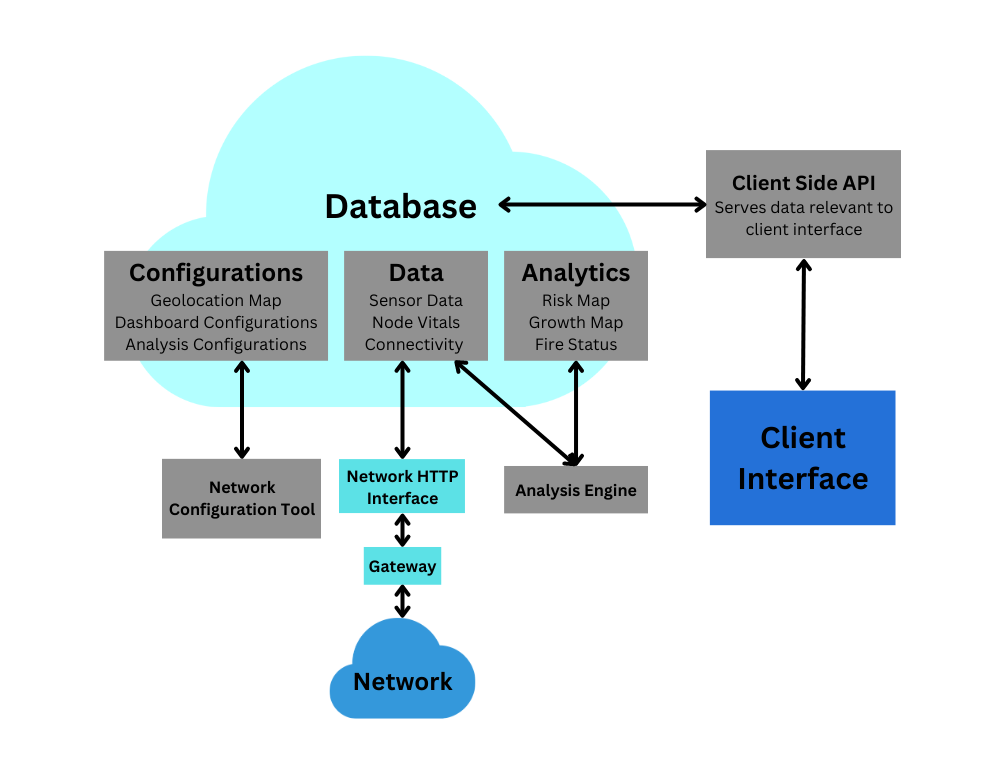 Database
Client Side API
Serves data relevant to
client interface
Configurations
Geolocation Map
Dashboard Configurations
Analysis Configurations
Data
Sensor Data
Node Vitals
Connectivity
Analytics
Risk Map
Growth Map
Fire Status
Client
Interface
Network
Configuration Tool
Network HTTP
Interface
Analysis Engine
Gateway
Network